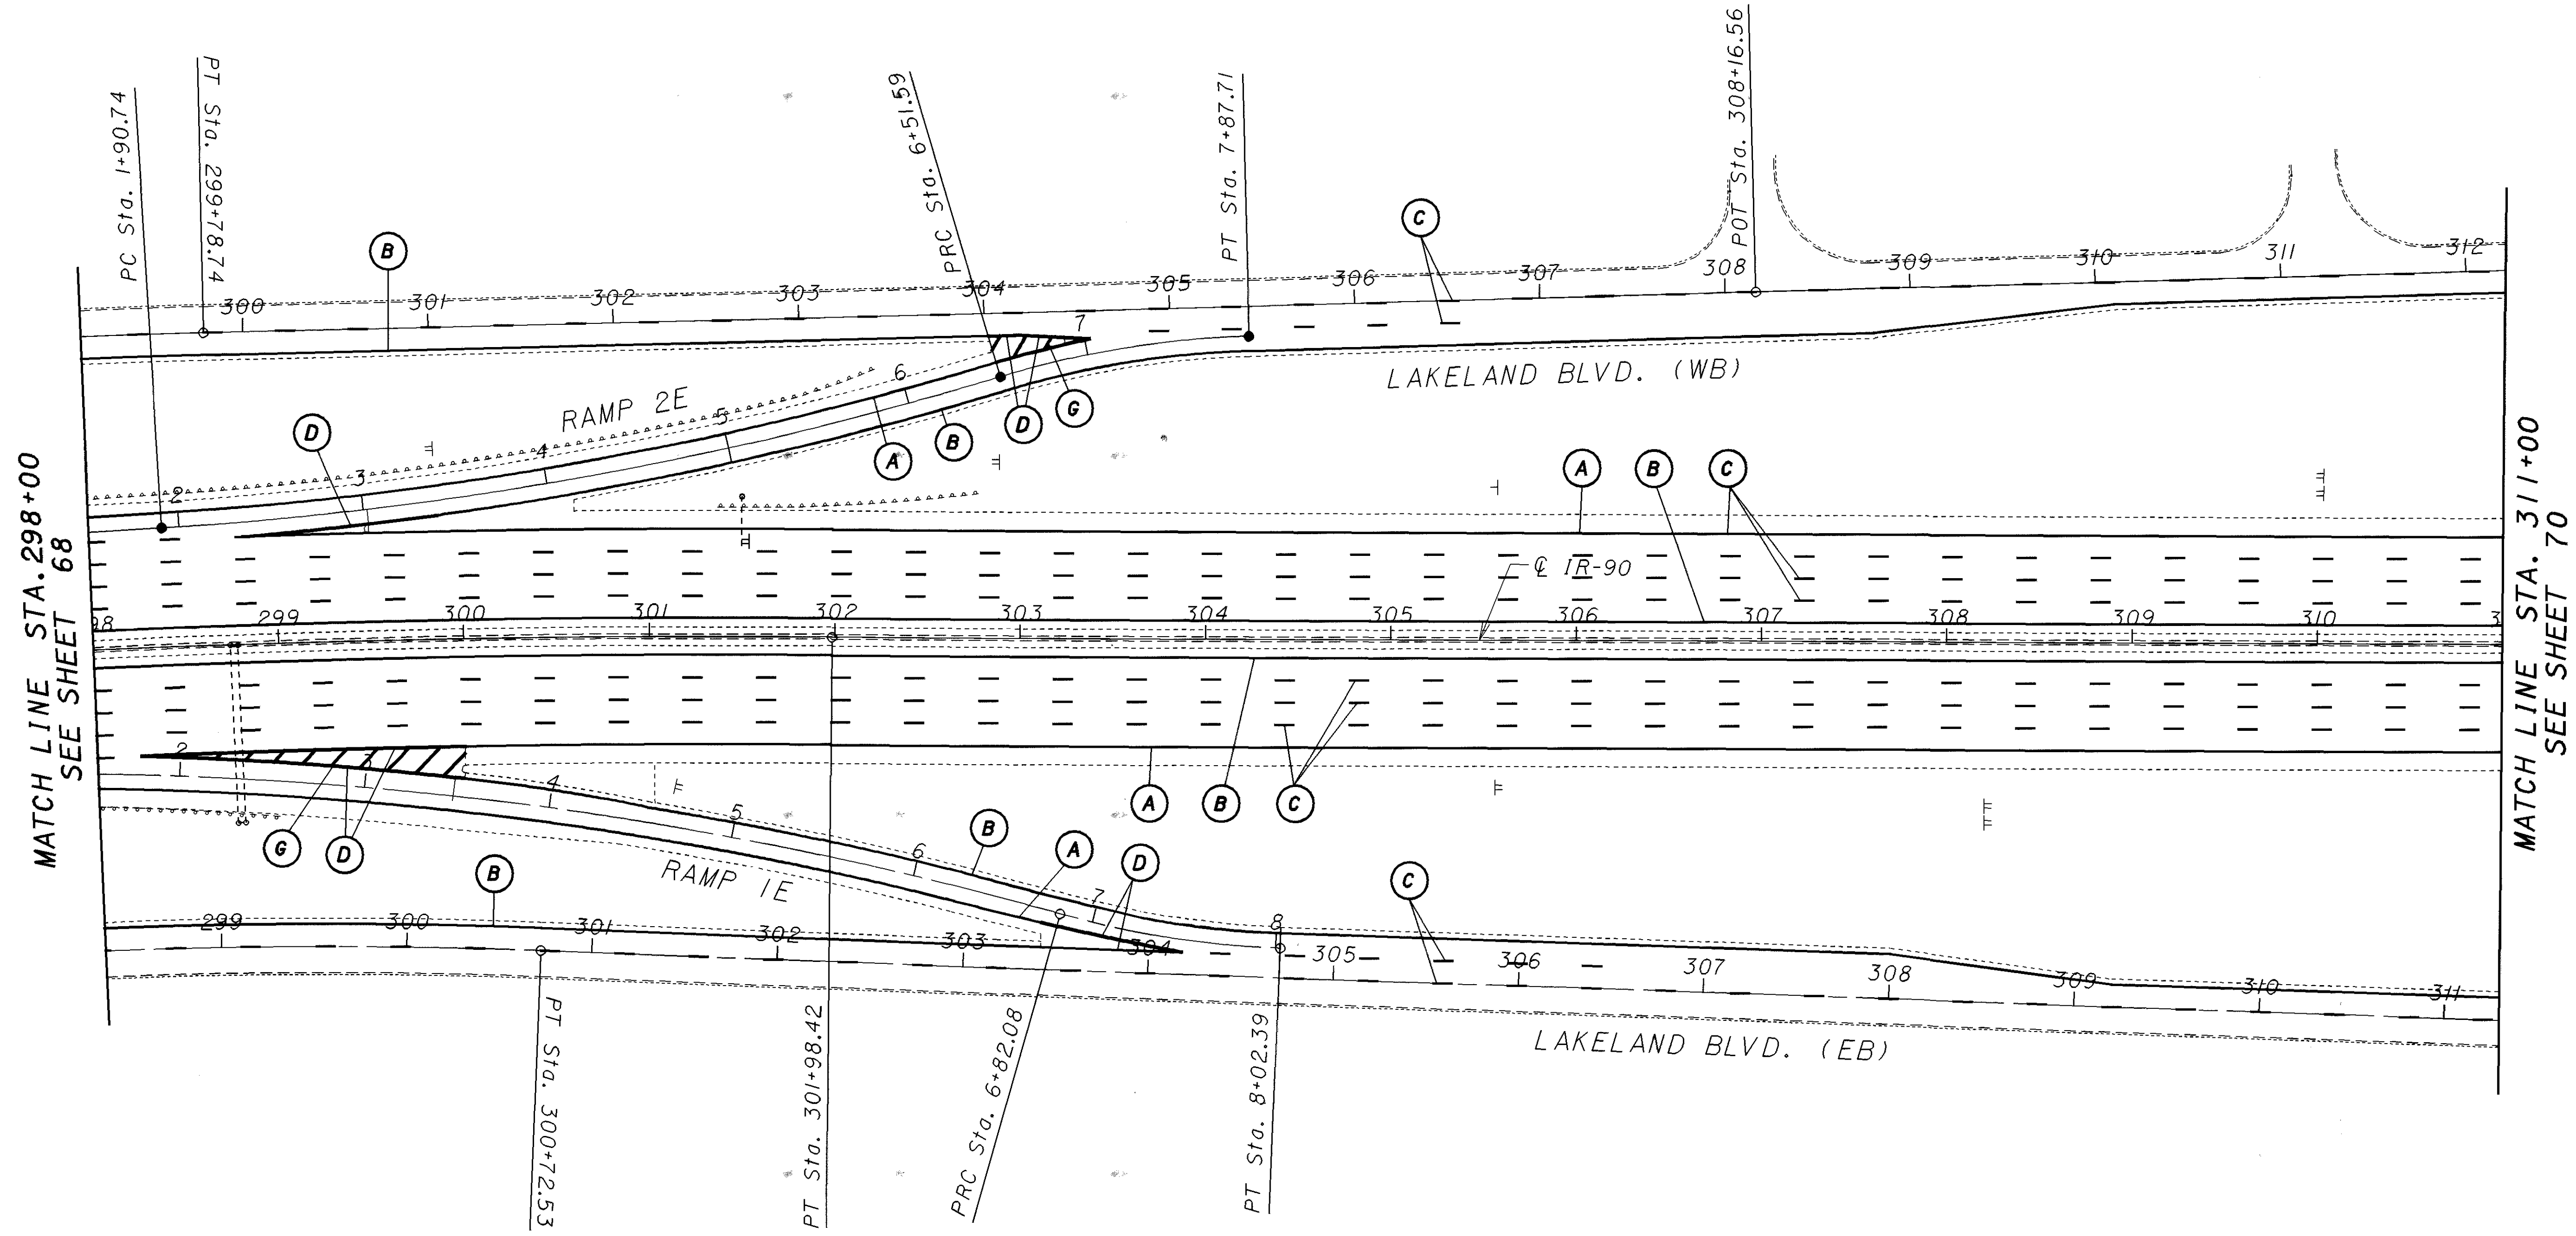 PC Sta. 1+90.74
PT Sta. 299+78.74
PRC Sta. 6+51.59
PT Sta. 7+87.71
POT Sta. 308+16.56
B
C
300 301 302 303 304 305 306 307 308 309 310 311 312
7
LAKELAND BLVD. (WB)
RAMP 2E
2 3 4 5 6
D
A
B
D
G
A
B
C
MATCH LINE STA. 298+00
SEE SHEET 68
MATCH LINE STA. 311+00
SEE SHEET 70
℄ IR-90
98 299 300 301 302 303 304 305 306 307 308 309 310 3
2 3 4 5 6 7 8
A
B
C
G
D
B
B
A
D
C
RAMP 1E
299 300 301 302 303 304 305 306 307 308 309 310 311
LAKELAND BLVD. (EB)
PT Sta. 300+72.53
PT Sta. 301+98.42
PRC Sta. 6+82.08
PT Sta. 8+02.39